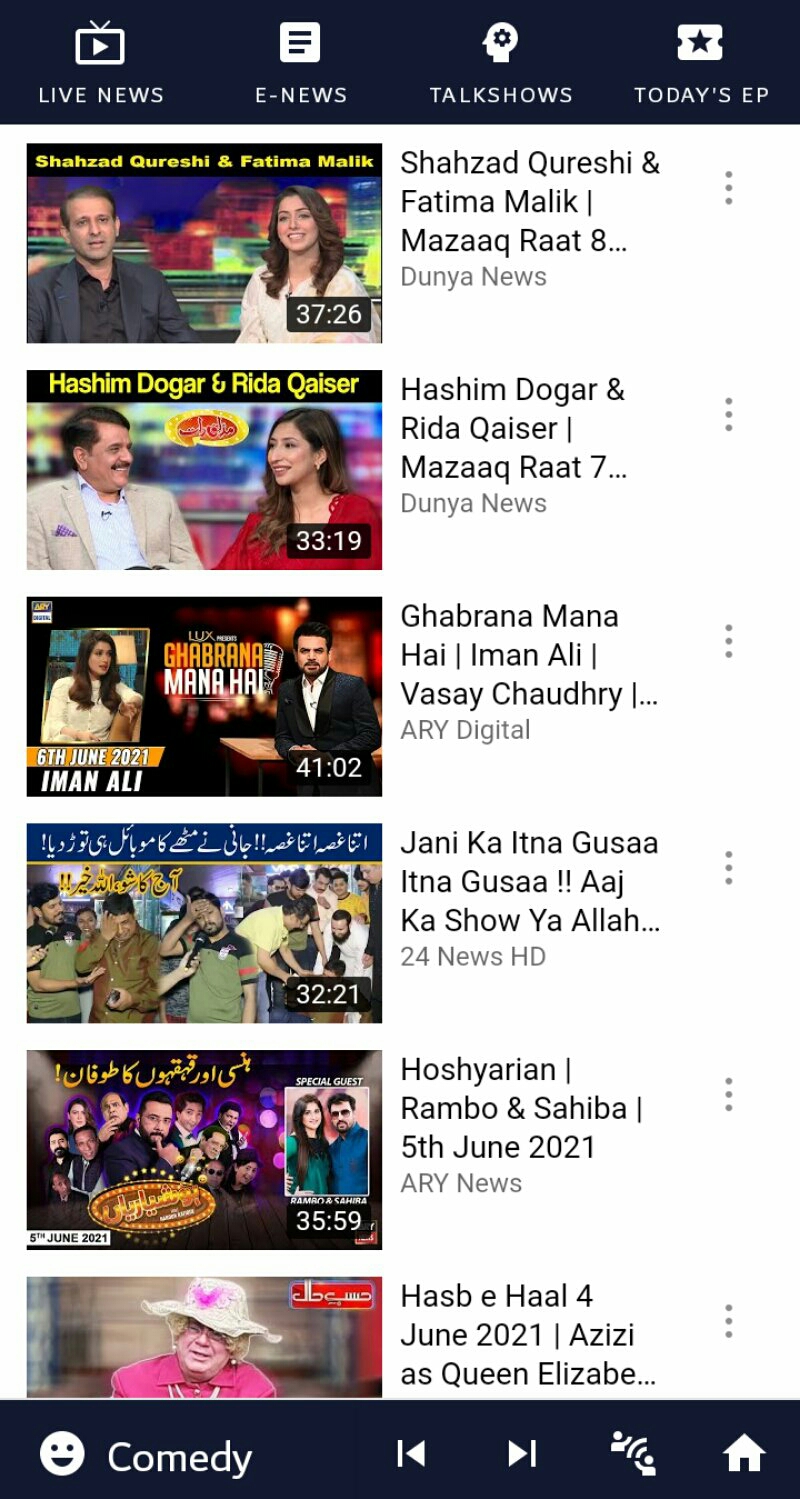 LIVE NEWS
E-NEWS
TALKSHOWS
TODAY'S EP
Shahzad Qureshi & Fatima Malik
37:26
Shahzad Qureshi &
Fatima Malik |
Mazaaq Raat 8...
Dunya News
Hashim Dogar & Rida Qaiser
مذاق رات
33:19
Hashim Dogar &
Rida Qaiser |
Mazaaq Raat 7...
Dunya News
ARY
DIGITAL
LUX PRESENTS
GHABRANA
MANA HAI
6TH JUNE 2021
IMAN ALI
41:02
Ghabrana Mana
Hai | Iman Ali |
Vasay Chaudhry |...
ARY Digital
اتنا غصہ اتنا غصہ!! جانی نے مٹھے کا موبائل ہی توڑ دیا!
آج کا شو یا اللہ خیر!!
32:21
Jani Ka Itna Gusaa
Itna Gusaa !! Aaj
Ka Show Ya Allah...
24 News HD
ہنسی اور قہقہوں کا طوفان!
SPECIAL GUEST
RAMBO & SAHIBA
ہوشیاریاں
5TH JUNE 2021
35:59
Hoshyarian |
Rambo & Sahiba |
5th June 2021
ARY News
حسب حال
Hasb e Haal 4
June 2021 | Azizi
as Queen Elizabe...
Comedy